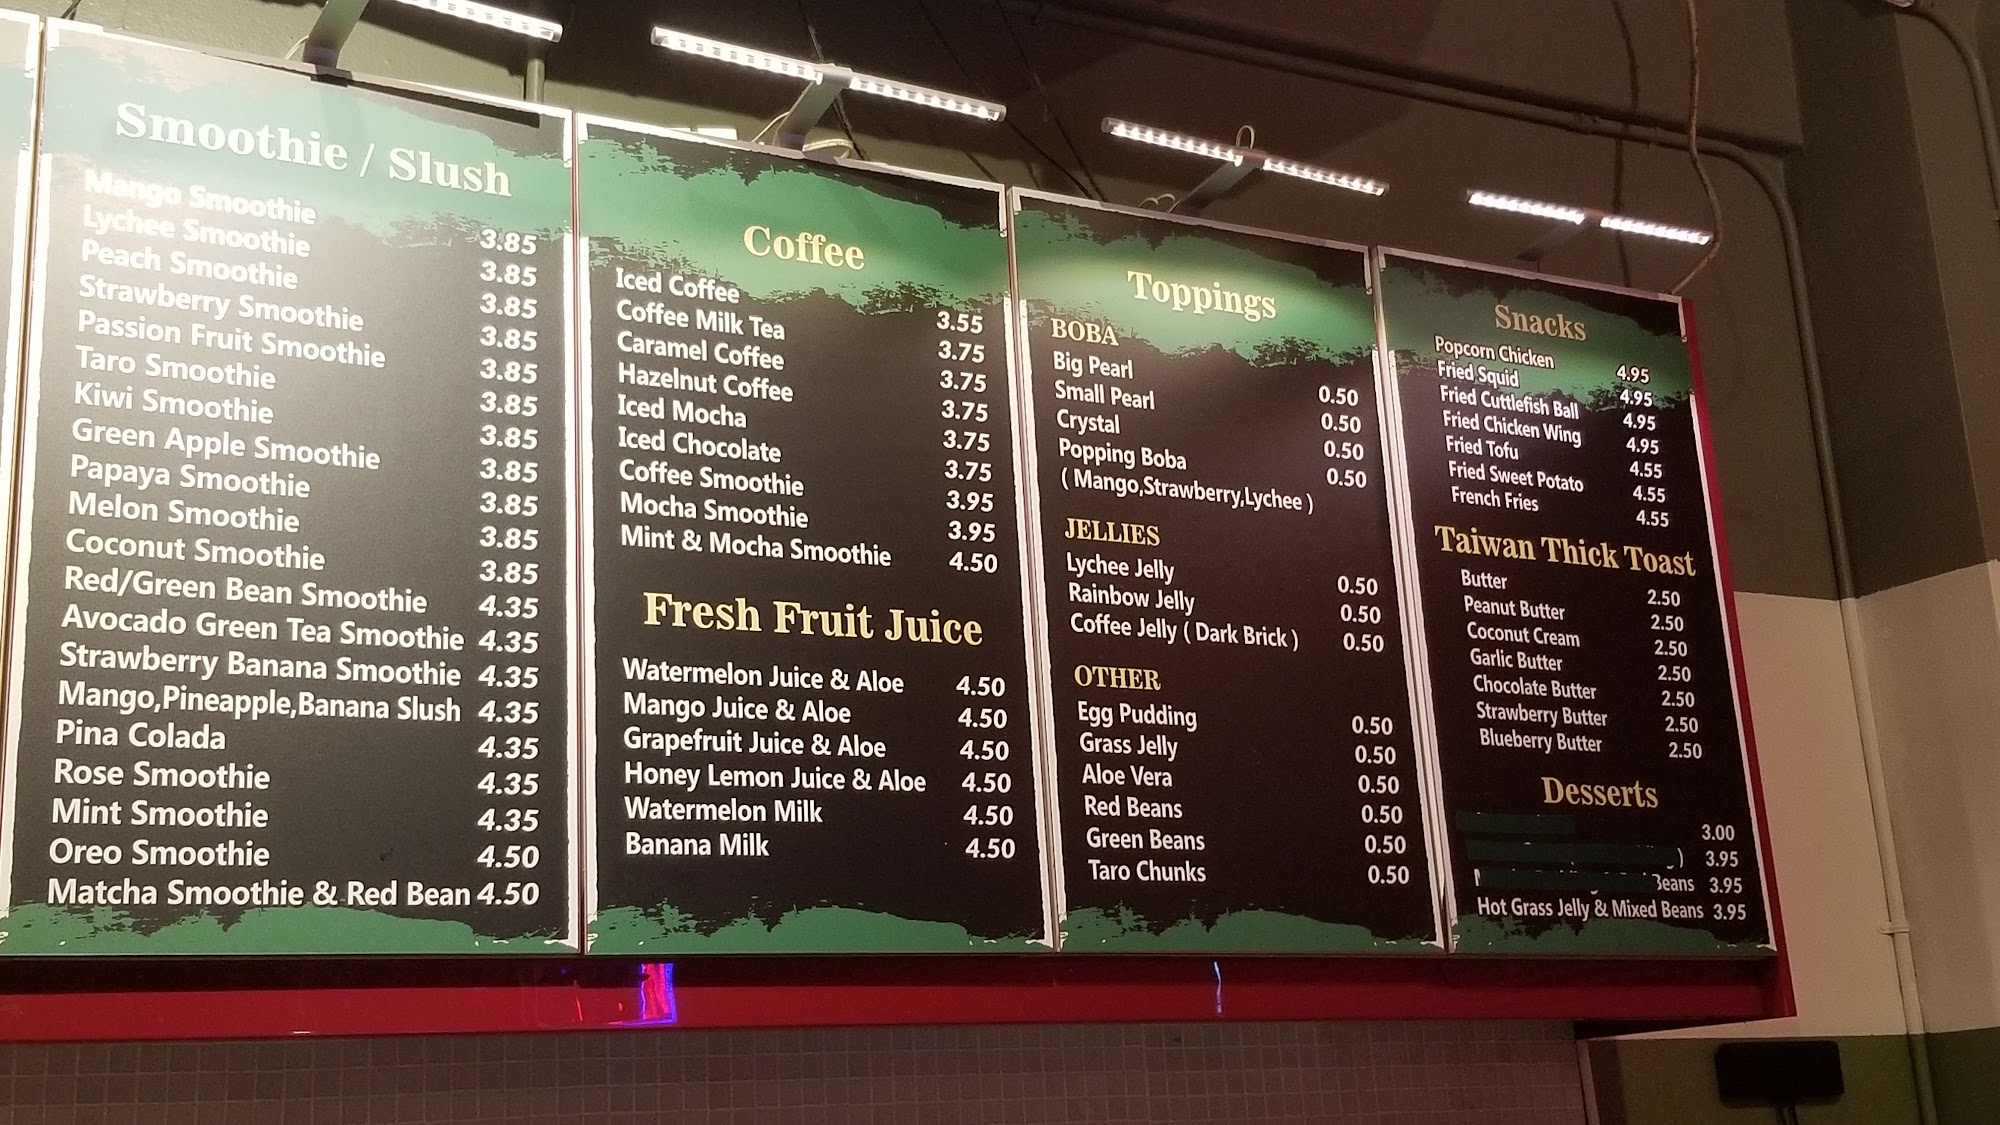 Smoothie / Slush
Mango Smoothie 3.85
Lychee Smoothie 3.85
Peach Smoothie 3.85
Strawberry Smoothie 3.85
Passion Fruit Smoothie 3.85
Taro Smoothie 3.85
Kiwi Smoothie 3.85
Green Apple Smoothie 3.85
Papaya Smoothie 3.85
Melon Smoothie 3.85
Coconut Smoothie 3.85
Red/Green Bean Smoothie 4.35
Avocado Green Tea Smoothie 4.35
Strawberry Banana Smoothie 4.35
Mango,Pineapple,Banana Slush 4.35
Pina Colada 4.35
Rose Smoothie 4.35
Mint Smoothie 4.35
Oreo Smoothie 4.50
Matcha Smoothie & Red Bean 4.50
Coffee
Iced Coffee 3.55
Coffee Milk Tea 3.75
Caramel Coffee 3.75
Hazelnut Coffee 3.75
Iced Mocha 3.75
Iced Chocolate 3.75
Coffee Smoothie 3.95
Mocha Smoothie 3.95
Mint & Mocha Smoothie 4.50
Fresh Fruit Juice
Watermelon Juice & Aloe 4.50
Mango Juice & Aloe 4.50
Grapefruit Juice & Aloe 4.50
Honey Lemon Juice & Aloe 4.50
Watermelon Milk 4.50
Banana Milk 4.50
Toppings
BOBA
Big Pearl 0.50
Small Pearl 0.50
Crystal 0.50
Popping Boba 0.50
( Mango,Strawberry,Lychee )
JELLIES
Lychee Jelly 0.50
Rainbow Jelly 0.50
Coffee Jelly ( Dark Brick ) 0.50
OTHER
Egg Pudding 0.50
Grass Jelly 0.50
Aloe Vera 0.50
Red Beans 0.50
Green Beans 0.50
Taro Chunks 0.50
Snacks
Popcorn Chicken 4.95
Fried Squid 4.95
Fried Cuttlefish Ball 4.95
Fried Chicken Wing 4.95
Fried Tofu 4.55
Fried Sweet Potato 4.55
French Fries 4.55
Taiwan Thick Toast
Butter 2.50
Peanut Butter 2.50
Coconut Cream 2.50
Garlic Butter 2.50
Chocolate Butter 2.50
Strawberry Butter 2.50
Blueberry Butter 2.50
Desserts
3.00
) 3.95
Beans 3.95
Hot Grass Jelly & Mixed Beans 3.95